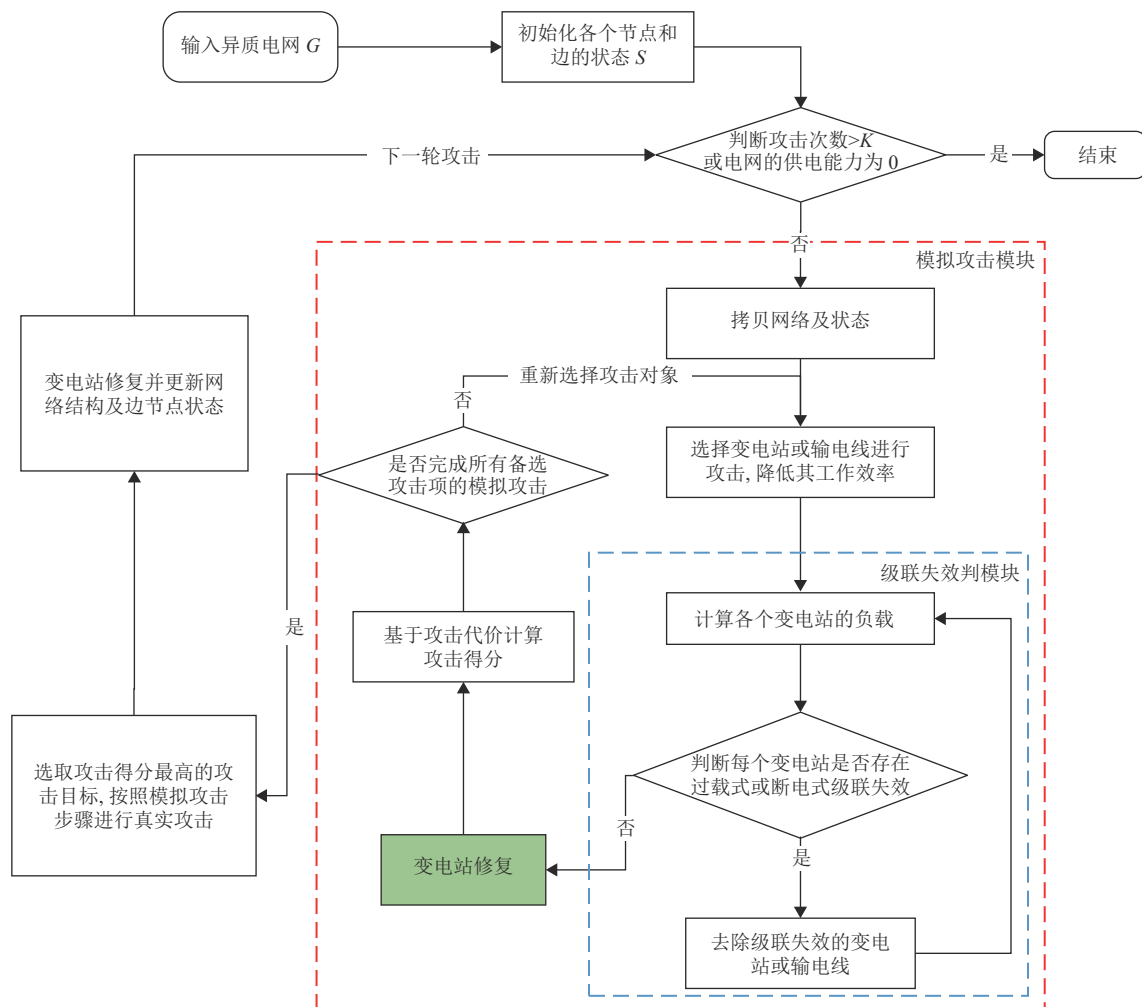 输入异质电网 G
初始化各个节点和
边的状态 S
判断攻击次数>K
或电网的供电能力为 0
是
结束
下一轮攻击
否
模拟攻击模块
拷贝网络及状态
变电站修复并更新网
络结构及边节点状态
重新选择攻击对象
否
是否完成所有备选
攻击项的模拟攻击
选择变电站或输电线进行
攻击, 降低其工作效率
级联失效判模块
计算各个变电站的负载
是
基于攻击代价计算
攻击得分
选取攻击得分最高的攻
击目标, 按照模拟攻击
步骤进行真实攻击
判断每个变电站是否存在
过载式或断电式级联失效
否
变电站修复
是
去除级联失效的变电
站或输电线